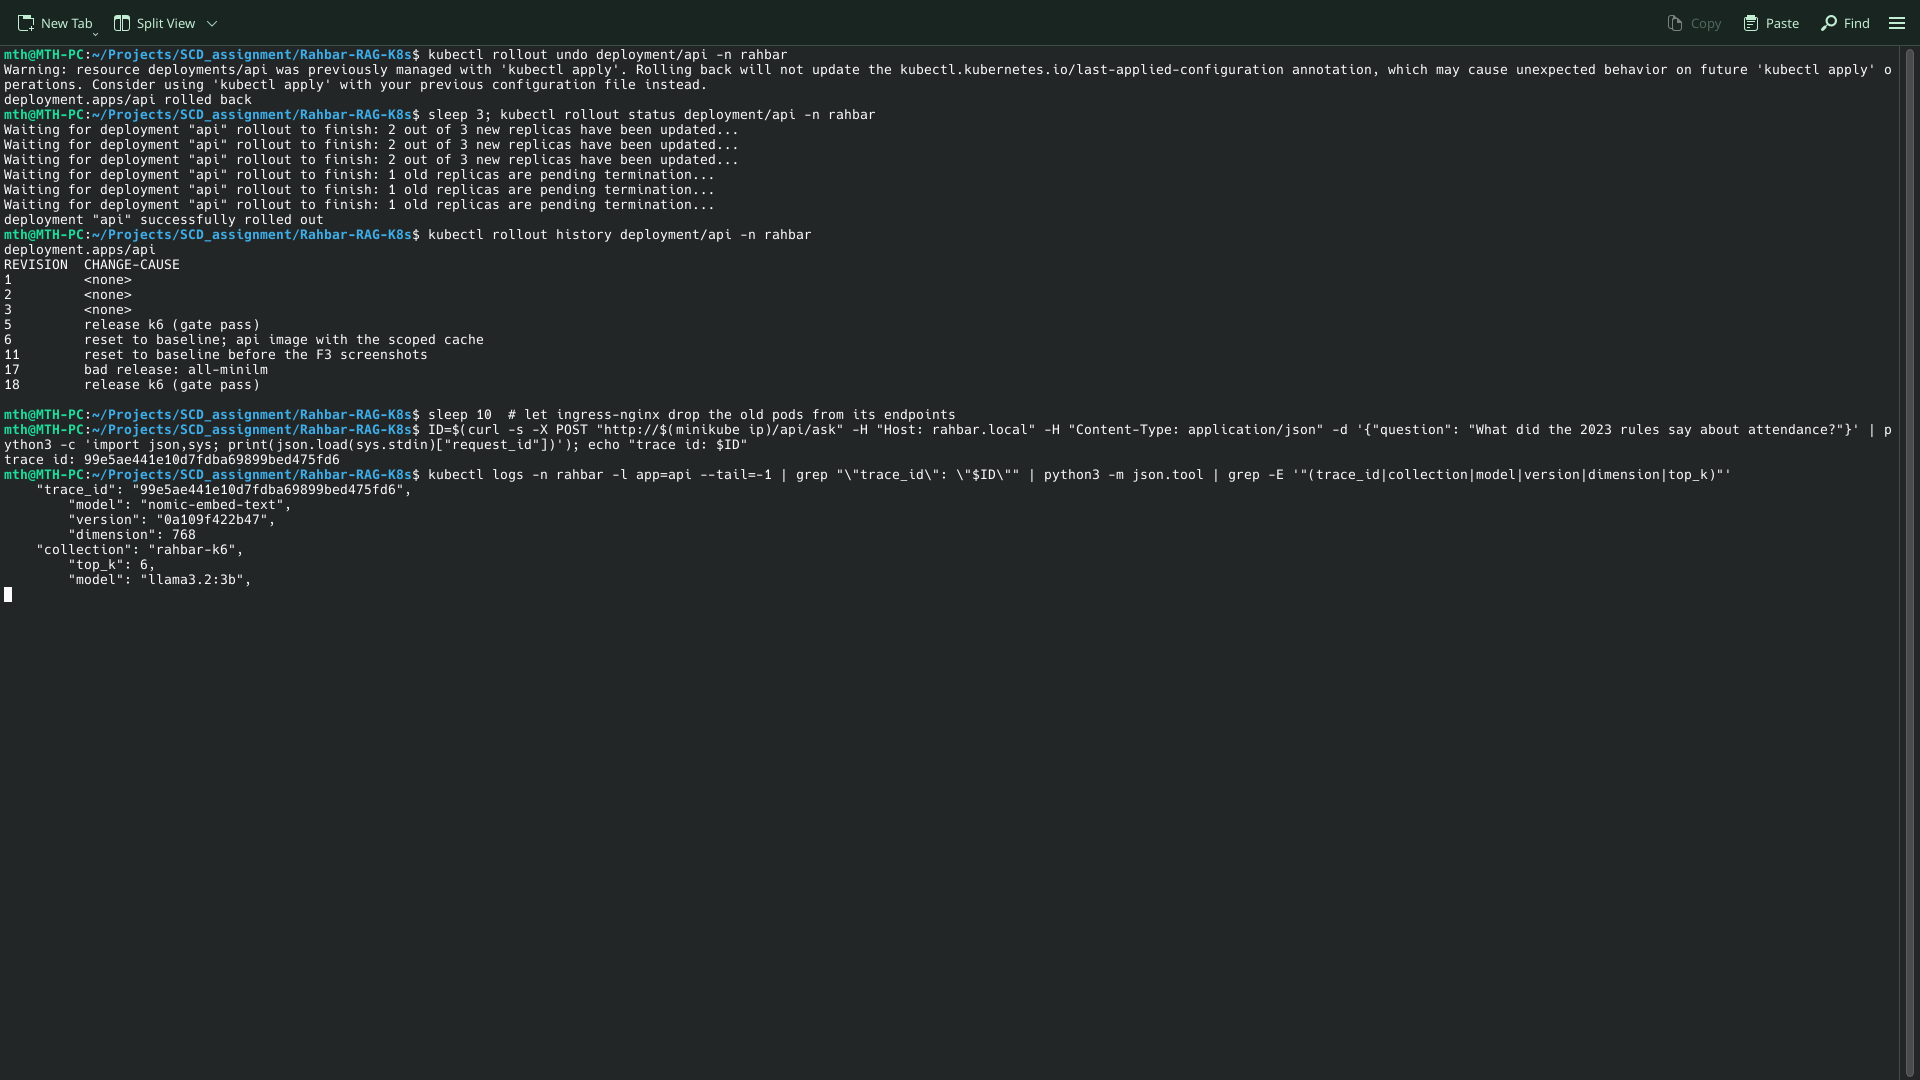 New Tab Split View Copy Paste Find
mth@MTH-PC:~/Projects/SCD_assignment/Rahbar-RAG-K8s$ kubectl rollout undo deployment/api -n rahbar
Warning: resource deployments/api was previously managed with 'kubectl apply'. Rolling back will not update the kubectl.kubernetes.io/last-applied-configuration annotation, which may cause unexpected behavior on future 'kubectl apply' o
perations. Consider using 'kubectl apply' with your previous configuration file instead.
deployment.apps/api rolled back
mth@MTH-PC:~/Projects/SCD_assignment/Rahbar-RAG-K8s$ sleep 3; kubectl rollout status deployment/api -n rahbar
Waiting for deployment "api" rollout to finish: 2 out of 3 new replicas have been updated...
Waiting for deployment "api" rollout to finish: 2 out of 3 new replicas have been updated...
Waiting for deployment "api" rollout to finish: 2 out of 3 new replicas have been updated...
Waiting for deployment "api" rollout to finish: 1 old replicas are pending termination...
Waiting for deployment "api" rollout to finish: 1 old replicas are pending termination...
Waiting for deployment "api" rollout to finish: 1 old replicas are pending termination...
deployment "api" successfully rolled out
mth@MTH-PC:~/Projects/SCD_assignment/Rahbar-RAG-K8s$ kubectl rollout history deployment/api -n rahbar
deployment.apps/api
REVISION  CHANGE-CAUSE
1         <none>
2         <none>
3         <none>
5         release k6 (gate pass)
6         reset to baseline; api image with the scoped cache
11        reset to baseline before the F3 screenshots
17        bad release: all-minilm
18        release k6 (gate pass)

mth@MTH-PC:~/Projects/SCD_assignment/Rahbar-RAG-K8s$ sleep 10  # let ingress-nginx drop the old pods from its endpoints
mth@MTH-PC:~/Projects/SCD_assignment/Rahbar-RAG-K8s$ ID=$(curl -s -X POST "http://$(minikube ip)/api/ask" -H "Host: rahbar.local" -H "Content-Type: application/json" -d '{"question": "What did the 2023 rules say about attendance?"}' | p
ython3 -c 'import json,sys; print(json.load(sys.stdin)["request_id"])'); echo "trace id: $ID"
trace id: 99e5ae441e10d7fdba69899bed475fd6
mth@MTH-PC:~/Projects/SCD_assignment/Rahbar-RAG-K8s$ kubectl logs -n rahbar -l app=api --tail=-1 | grep "\"trace_id\": \"$ID\"" | python3 -m json.tool | grep -E '"(trace_id|collection|model|version|dimension|top_k)"'
    "trace_id": "99e5ae441e10d7fdba69899bed475fd6",
        "model": "nomic-embed-text",
        "version": "0a109f422b47",
        "dimension": 768
    "collection": "rahbar-k6",
        "top_k": 6,
        "model": "llama3.2:3b",